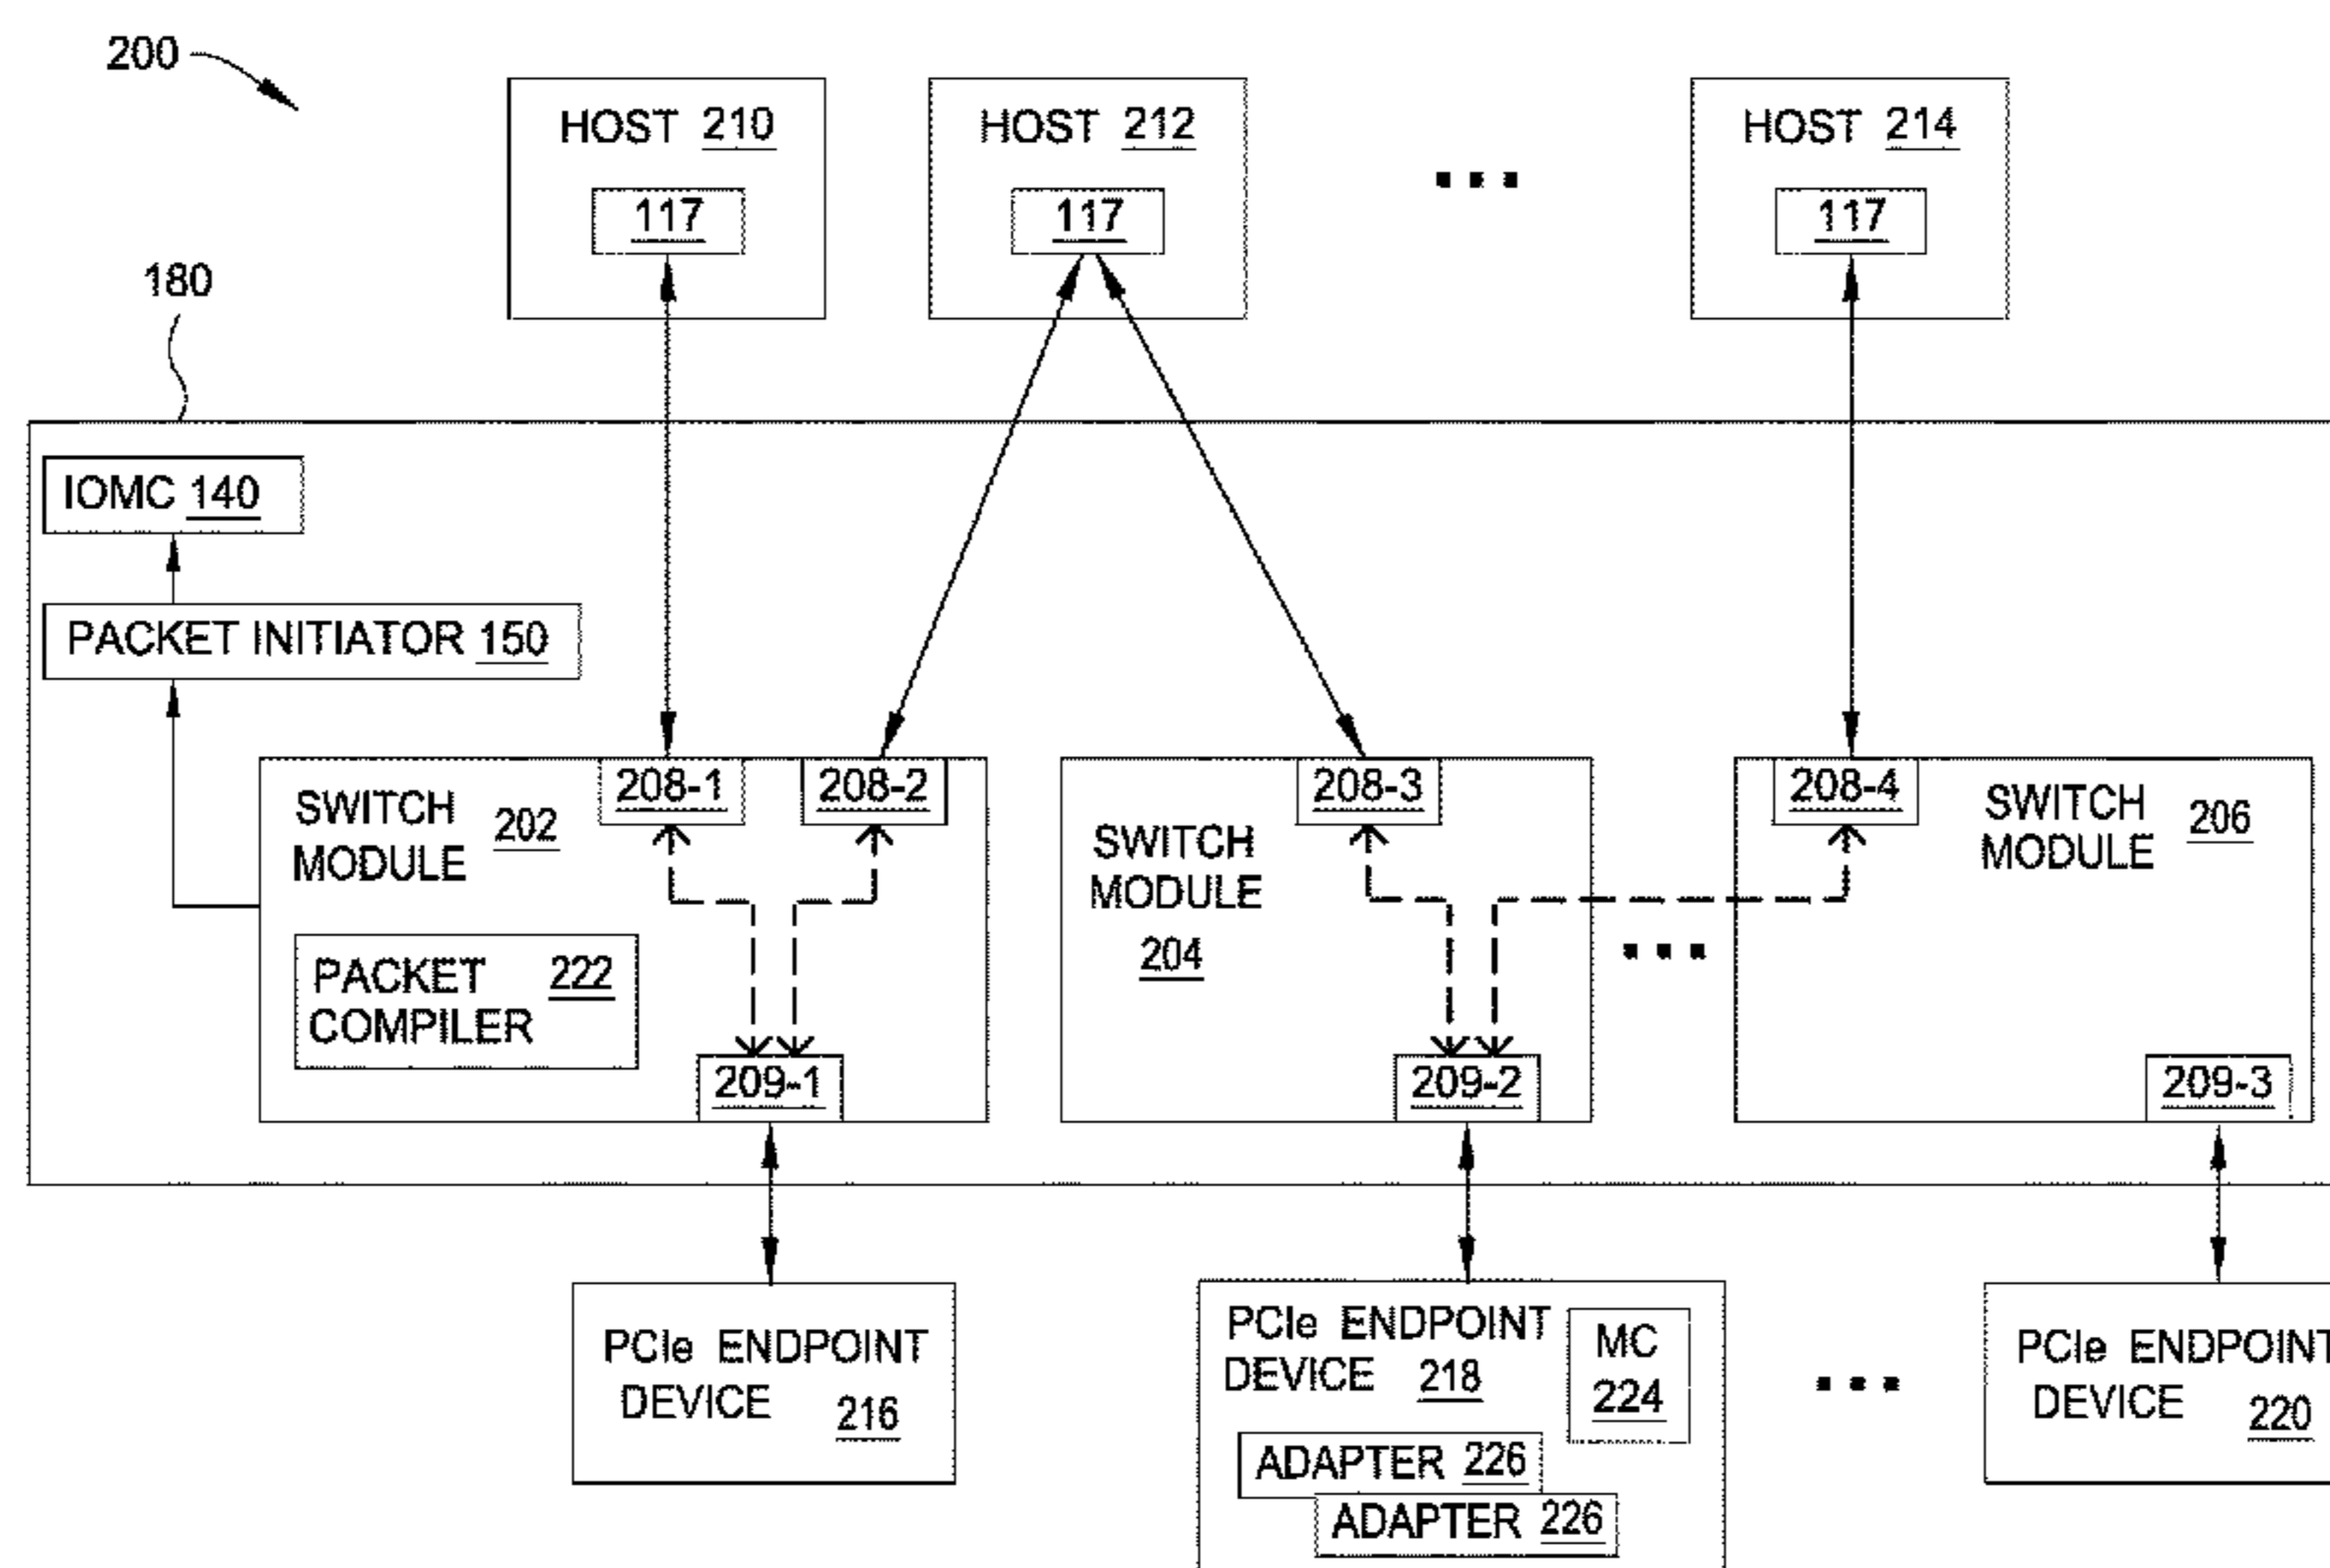 200
HOST 210
HOST 212
HOST 214
117
117
117
180
IOMC 140
PACKET INITIATOR 150
208-1
208-2
208-3
208-4
SWITCH
MODULE
202
SWITCH
MODULE
204
SWITCH
MODULE
206
PACKET
COMPILER
222
209-1
209-2
209-3
PCIe ENDPOINT
DEVICE 216
PCIe ENDPOINT
DEVICE 218
MC
224
ADAPTER 226
ADAPTER 226
PCIe ENDPOINT
DEVICE 220